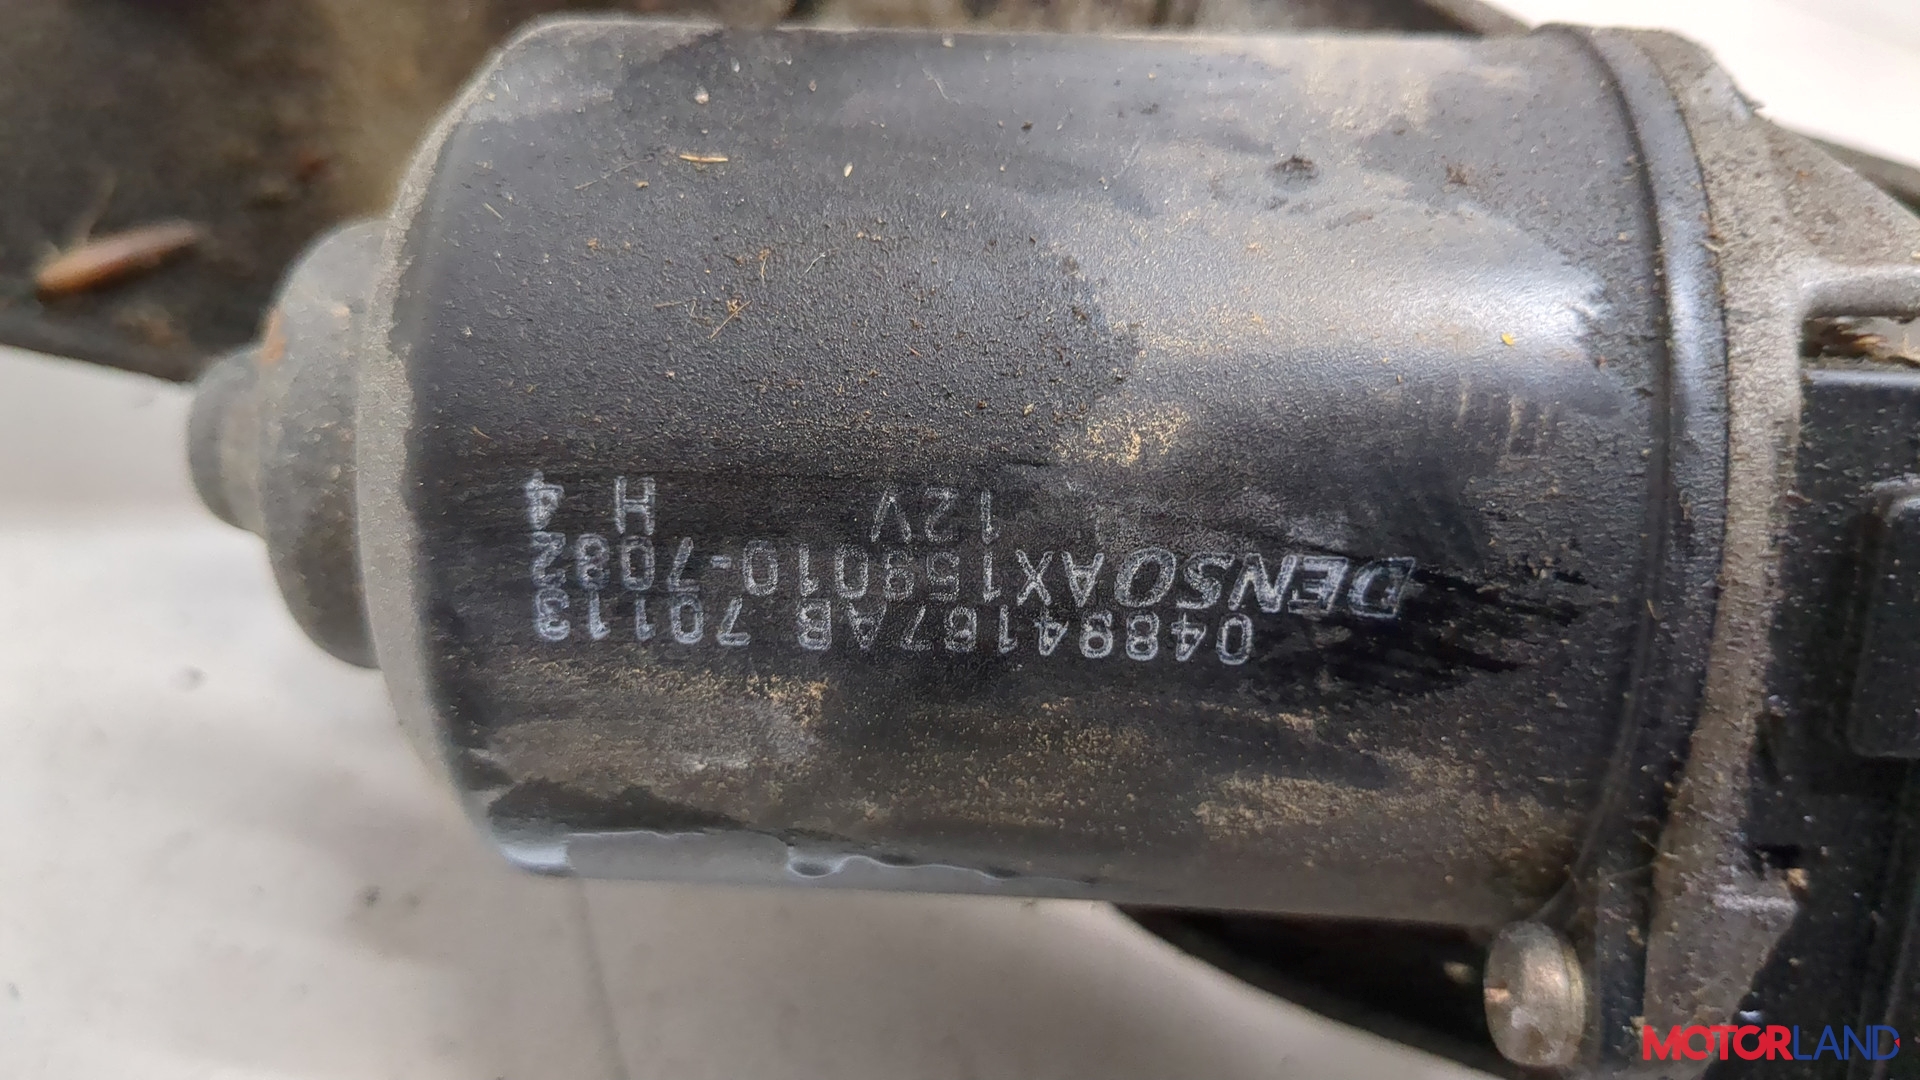 04894167AB 70113
DENSO AX159010-7082
12V H 4
MOTORLAND